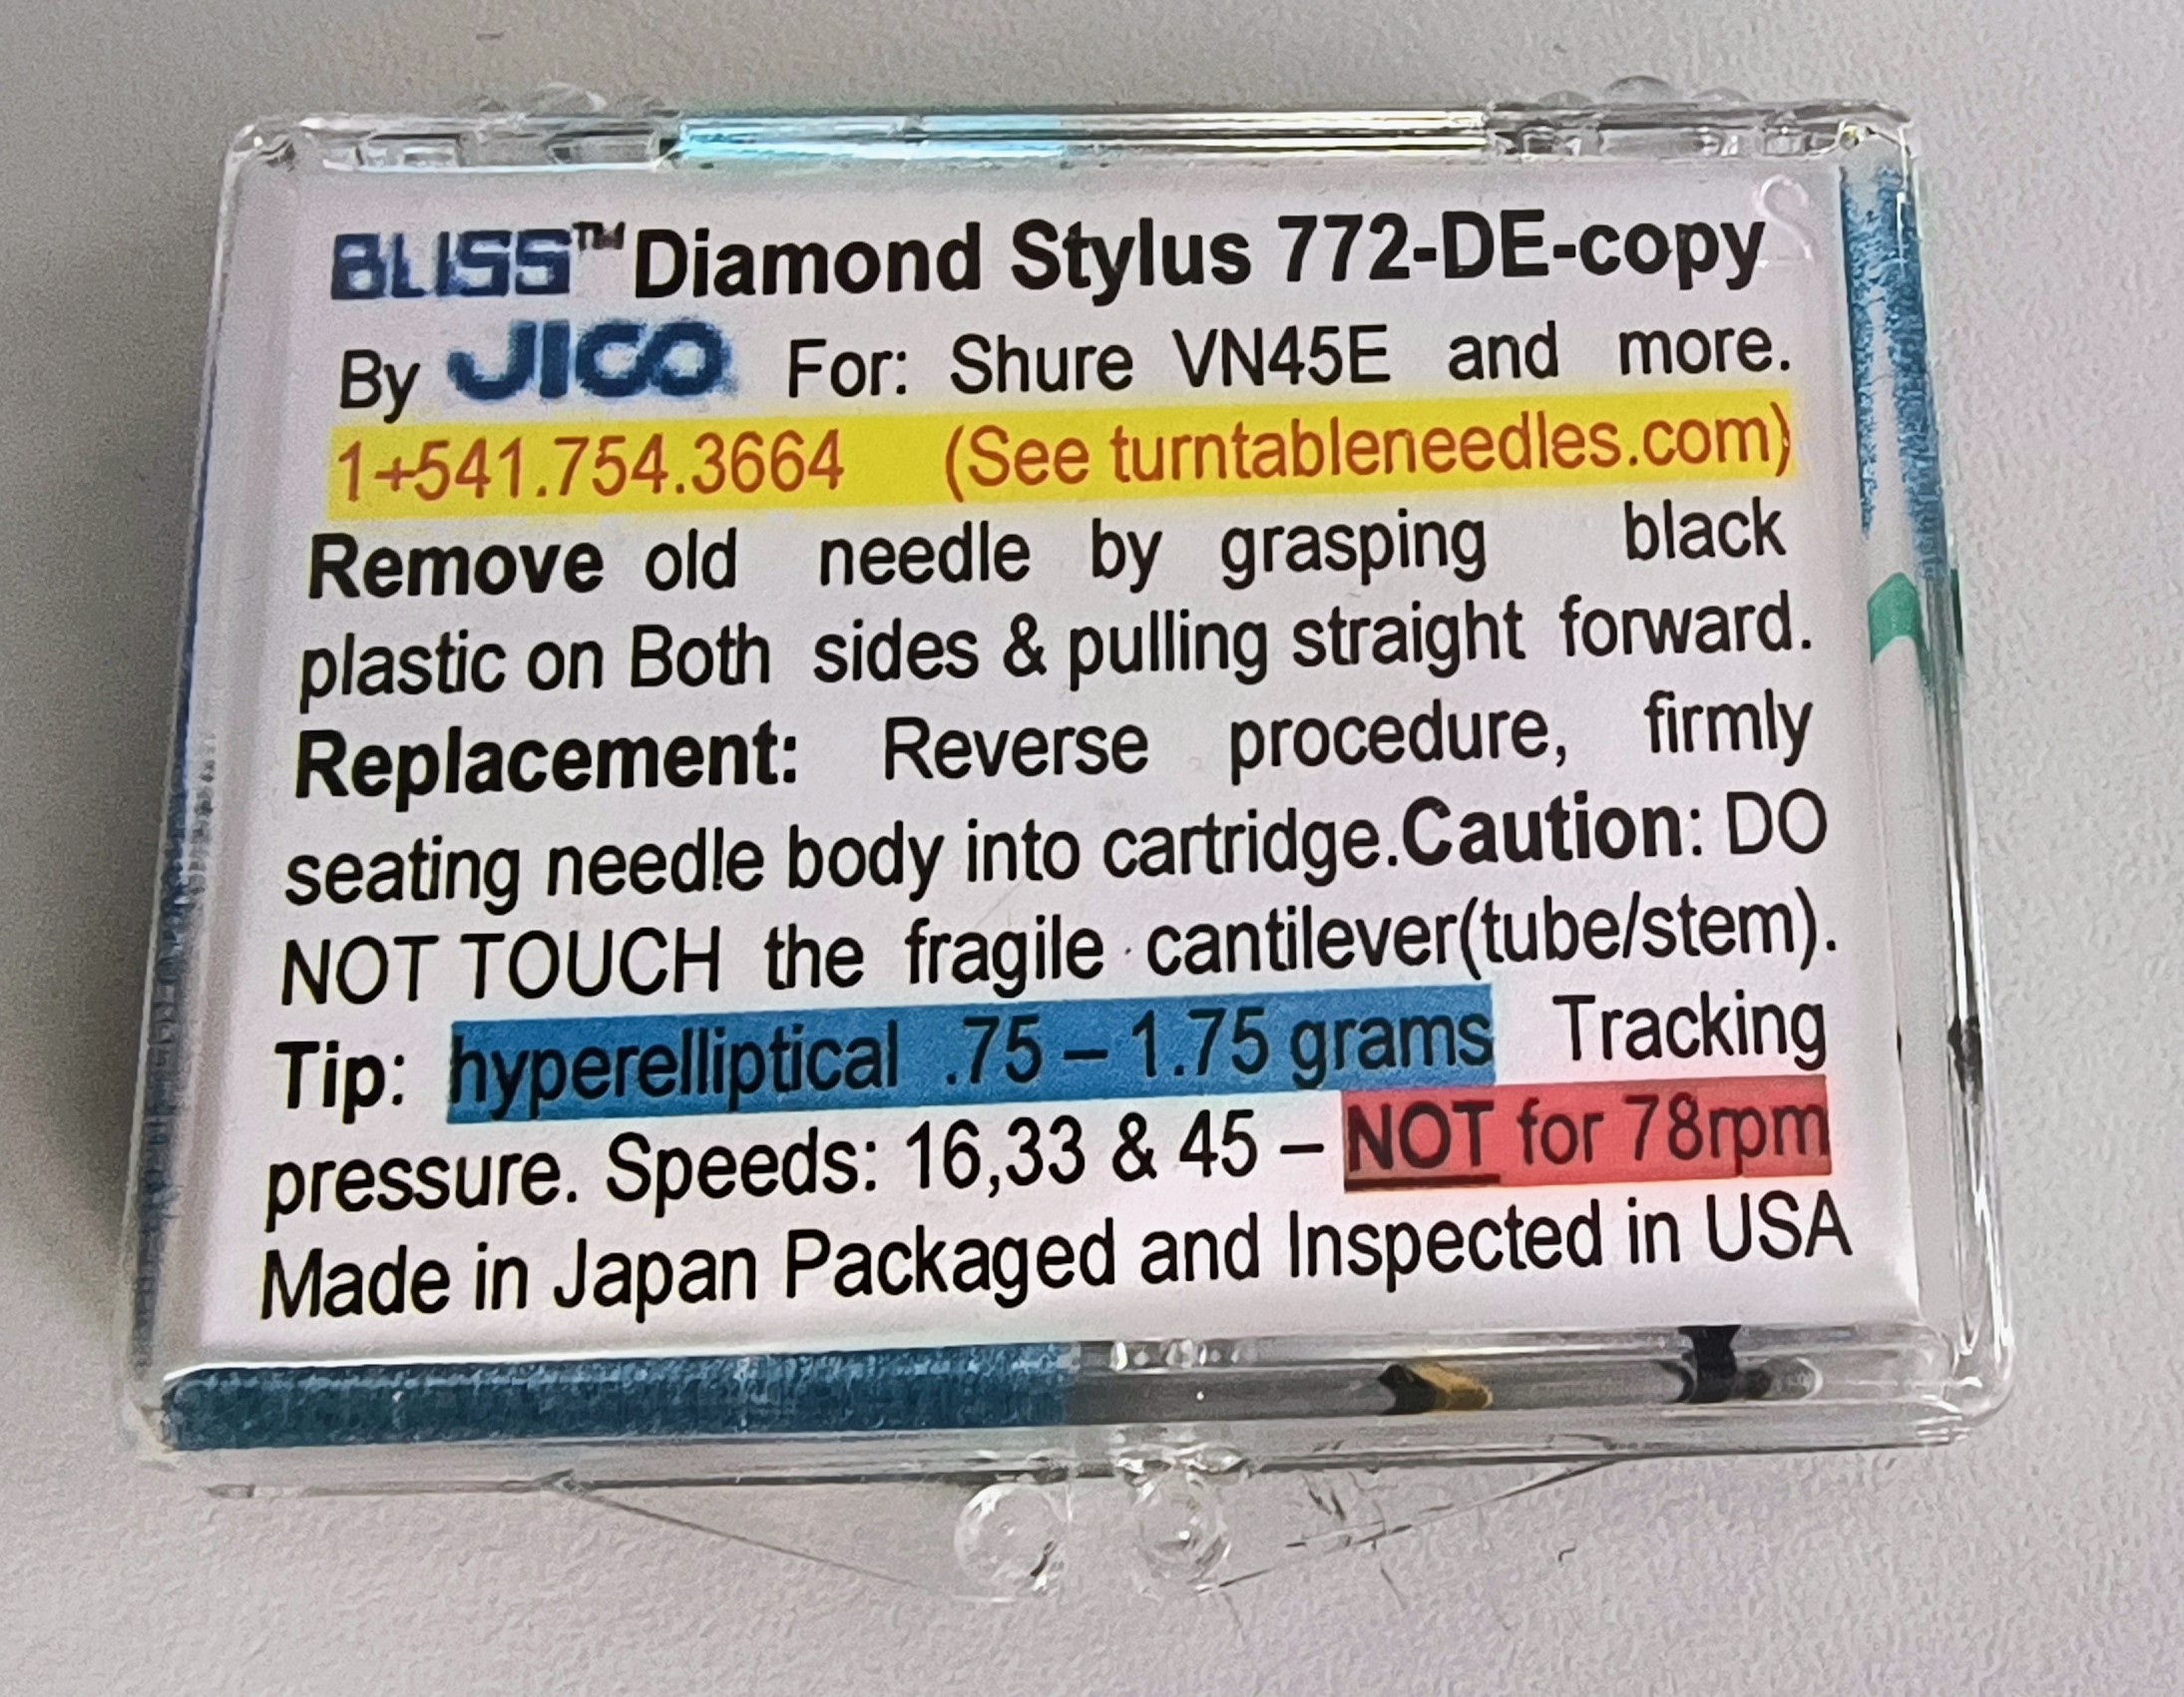 BLISS™ Diamond Stylus 772-DE-copy
By JICO For: Shure VN45E and more.
1+541.754.3664 (See turntableneedles.com)
Remove old needle by grasping black
plastic on Both sides & pulling straight forward.
Replacement: Reverse procedure, firmly
seating needle body into cartridge.Caution: DO
NOT TOUCH the fragile cantilever(tube/stem).
Tip: hyperelliptical .75 – 1.75 grams Tracking
pressure. Speeds: 16,33 & 45 – NOT for 78rpm
Made in Japan Packaged and Inspected in USA